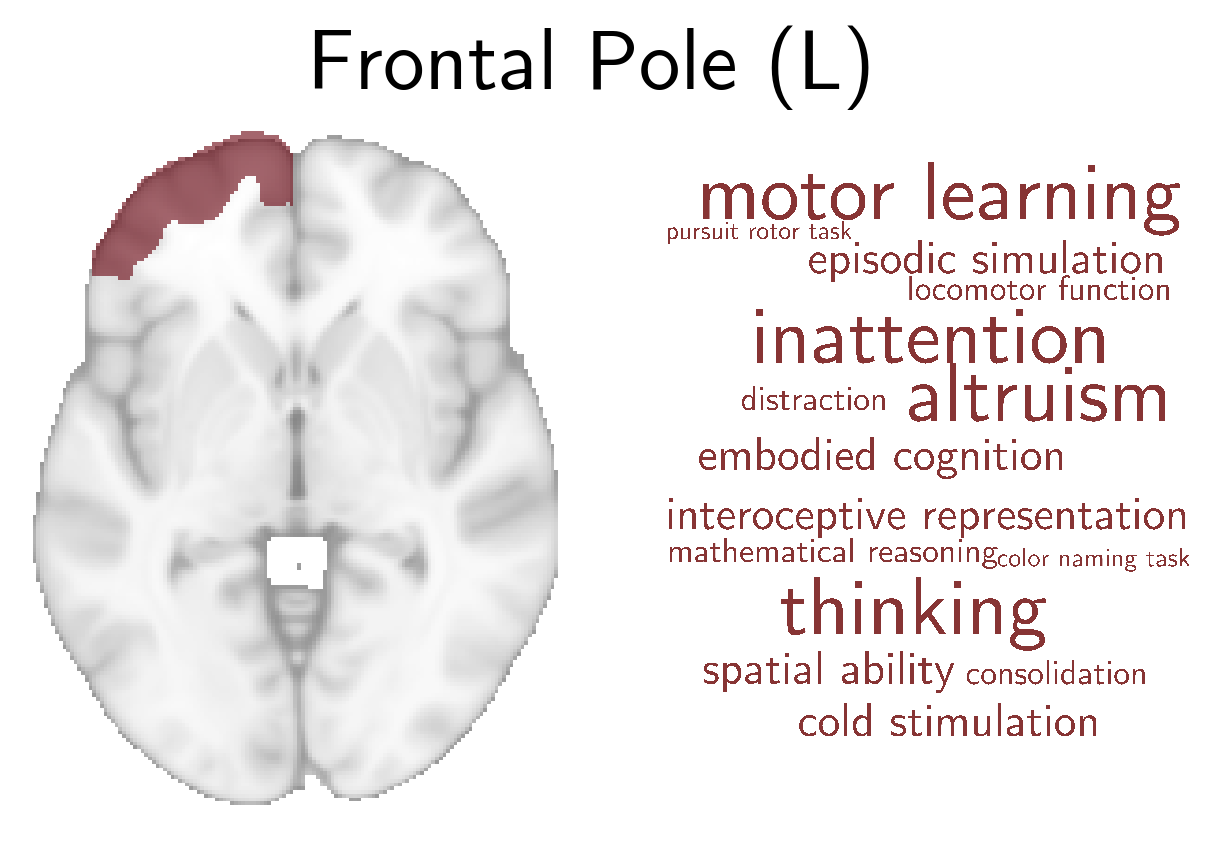 Frontal Pole (L)
motor learning
pursuit rotor task
episodic simulation
locomotor function
inattention
distraction altruism
embodied cognition
interoceptive representation
mathematical reasoning color naming task
thinking
spatial ability consolidation
cold stimulation